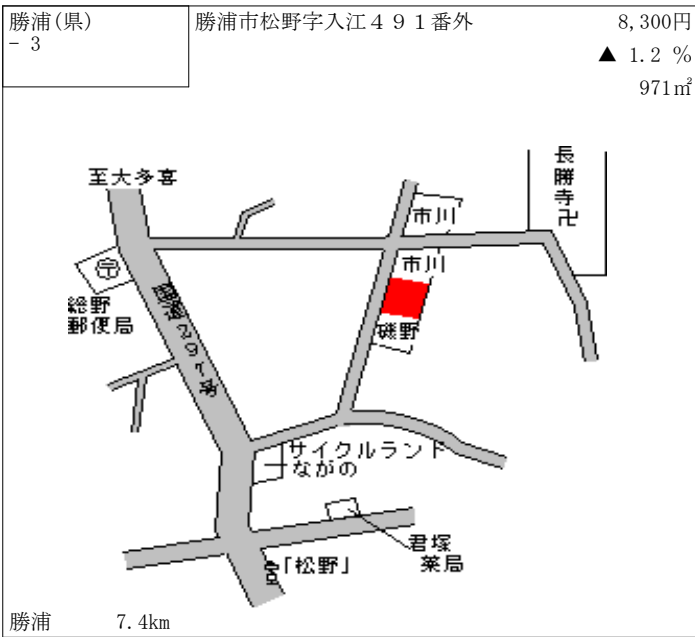 勝浦(県)
- 3
勝浦市松野字入江４９１番外
8,300円
▲ 1.2 %
971㎡
至大多喜
長勝寺卍
市川
市川
総野
郵便局
国道２９７号
磯野
サイクルランド
ながの
君塚
薬局
「松野」
勝浦 7.4km